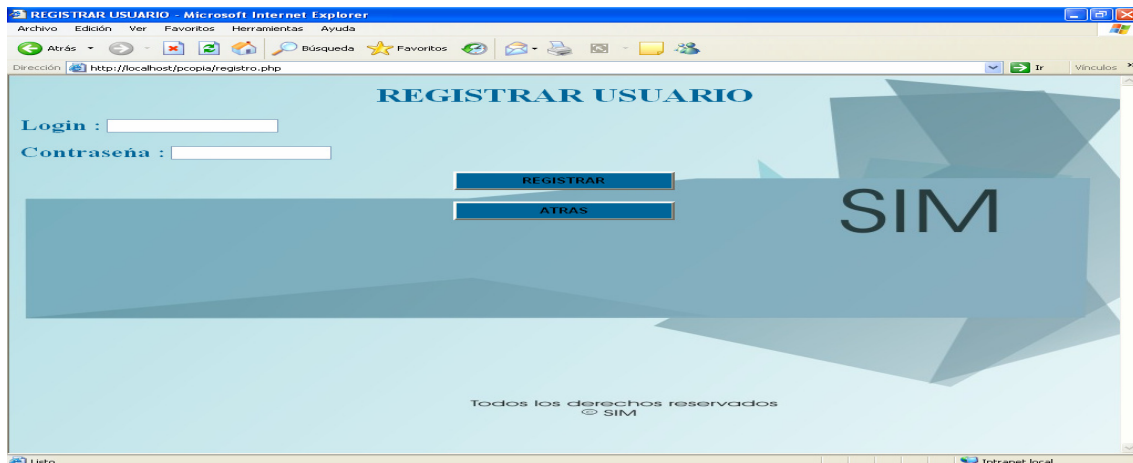 REGISTRAR USUARIO - Microsoft Internet Explorer
Archivo Edición Ver Favoritos Herramientas Ayuda
Atrás Búsqueda Favoritos
Dirección http://localhost/pcopia/registro.php Ir Vínculos »
REGISTRAR USUARIO
Login :
Contraseña :
REGISTRAR
ATRAS
SIM
Todos los derechos reservados
© SIM
Listo Intranet local